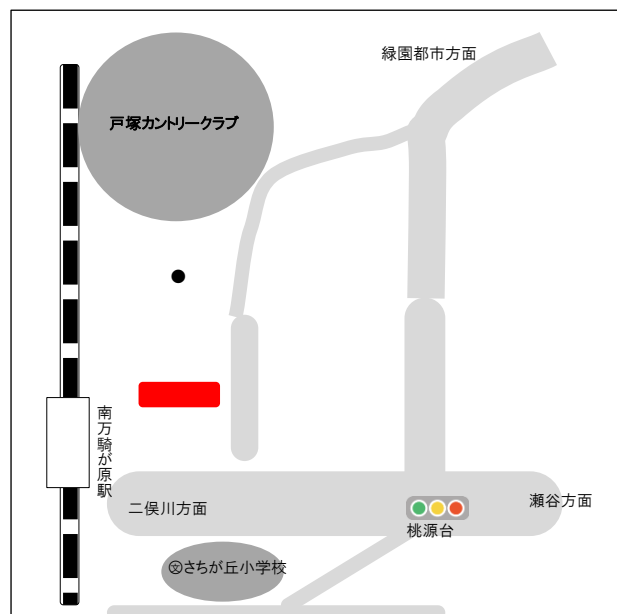 緑園都市方面
戸塚カントリークラブ
南万騎が原駅
二俣川方面
瀬谷方面
桃源台
文さちが丘小学校